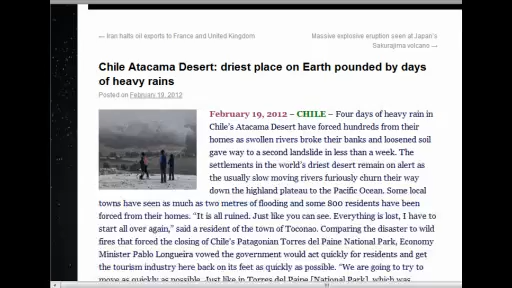 ← Iran halts oil exports to France and United Kingdom
Massive explosive eruption seen at Japan's
Sakurajima volcano →
Chile Atacama Desert: driest place on Earth pounded by days
of heavy rains
Posted on February 19, 2012
February 19, 2012 – CHILE – Four days of heavy rain in
Chile's Atacama Desert have forced hundreds from their
homes as swollen rivers broke their banks and loosened soil
gave way to a second landslide in less than a week. The
settlements in the world's driest desert remain on alert as
the usually slow moving rivers furiously churn their way
down the highland plateau to the Pacific Ocean. Some local
towns have seen as much as two metres of flooding and some 800 residents have been
forced from their homes. "It is all ruined. Just like you can see. Everything is lost, I have to
start all over again," said a resident of the town of Toconao. Comparing the disaster to wild
fires that forced the closing of Chile's Patagonian Torres del Paine National Park, Economy
Minister Pablo Longueira vowed the government would act quickly for residents and get
the tourism industry here back on its feet as quickly as possible. "We are going to try to
move as quickly as possible. Just like in Torres del Paine [National Park], which was